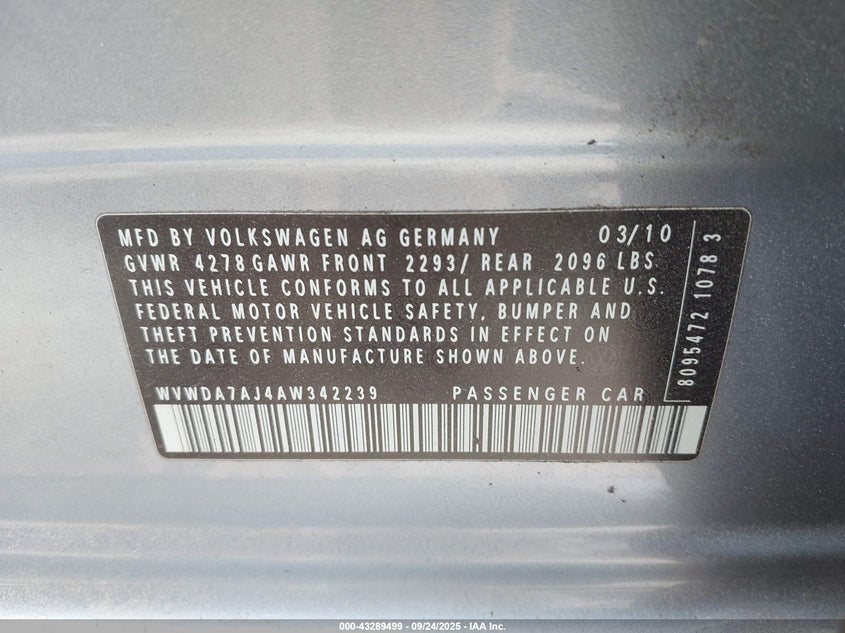 MFD BY VOLKSWAGEN AG GERMANY 03/10
GVWR 4278 GAWR FRONT 2293/ REAR 2096 LBS
THIS VEHICLE CONFORMS TO ALL APPLICABLE U.S.
FEDERAL MOTOR VEHICLE SAFETY, BUMPER AND
THEFT PREVENTION STANDARDS IN EFFECT ON
THE DATE OF MANUFACTURE SHOWN ABOVE.
WVWDA7AJ4AW342239 PASSENGER CAR
8095472 1078 3
000-43289499 - 09/24/2025 - IAA Inc.